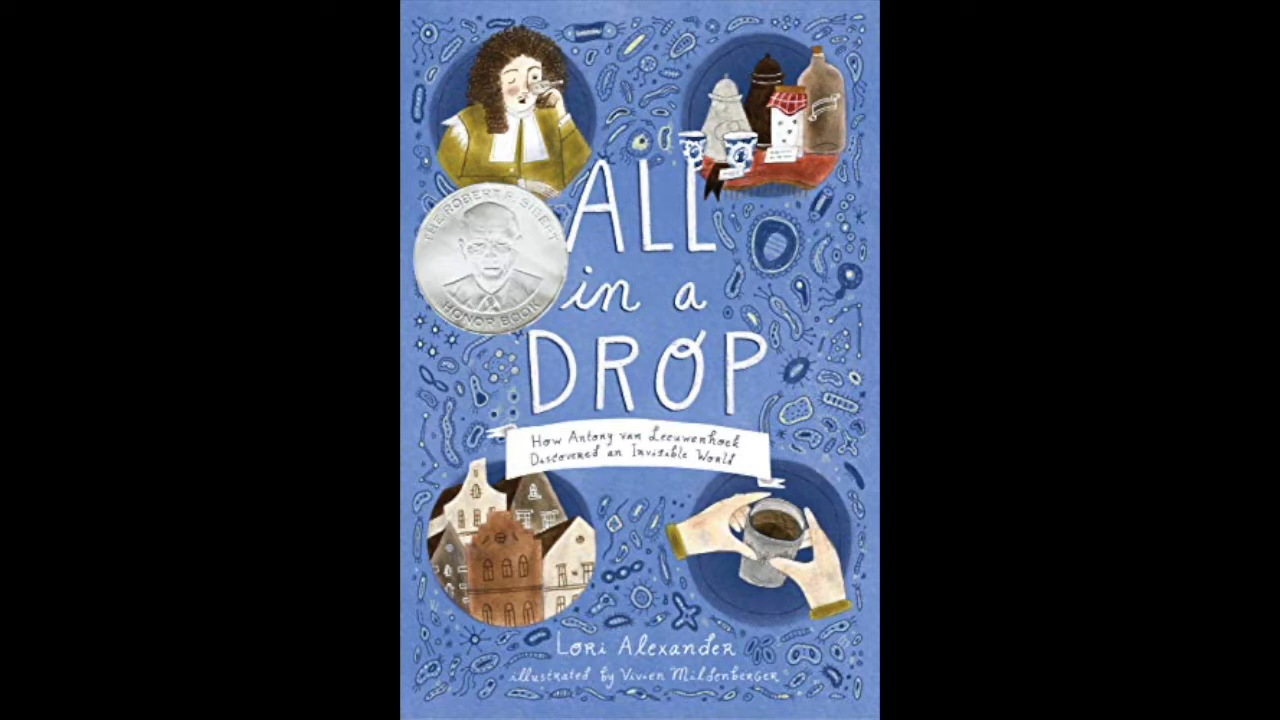 THE ROBERT F. SIBERT
HONOR BOOK
ALL
in a
DROP
How Antony van Leeuwenhoek
Discovered an Invisible World
Lori Alexander
illustrated by Vivien Mildenberger